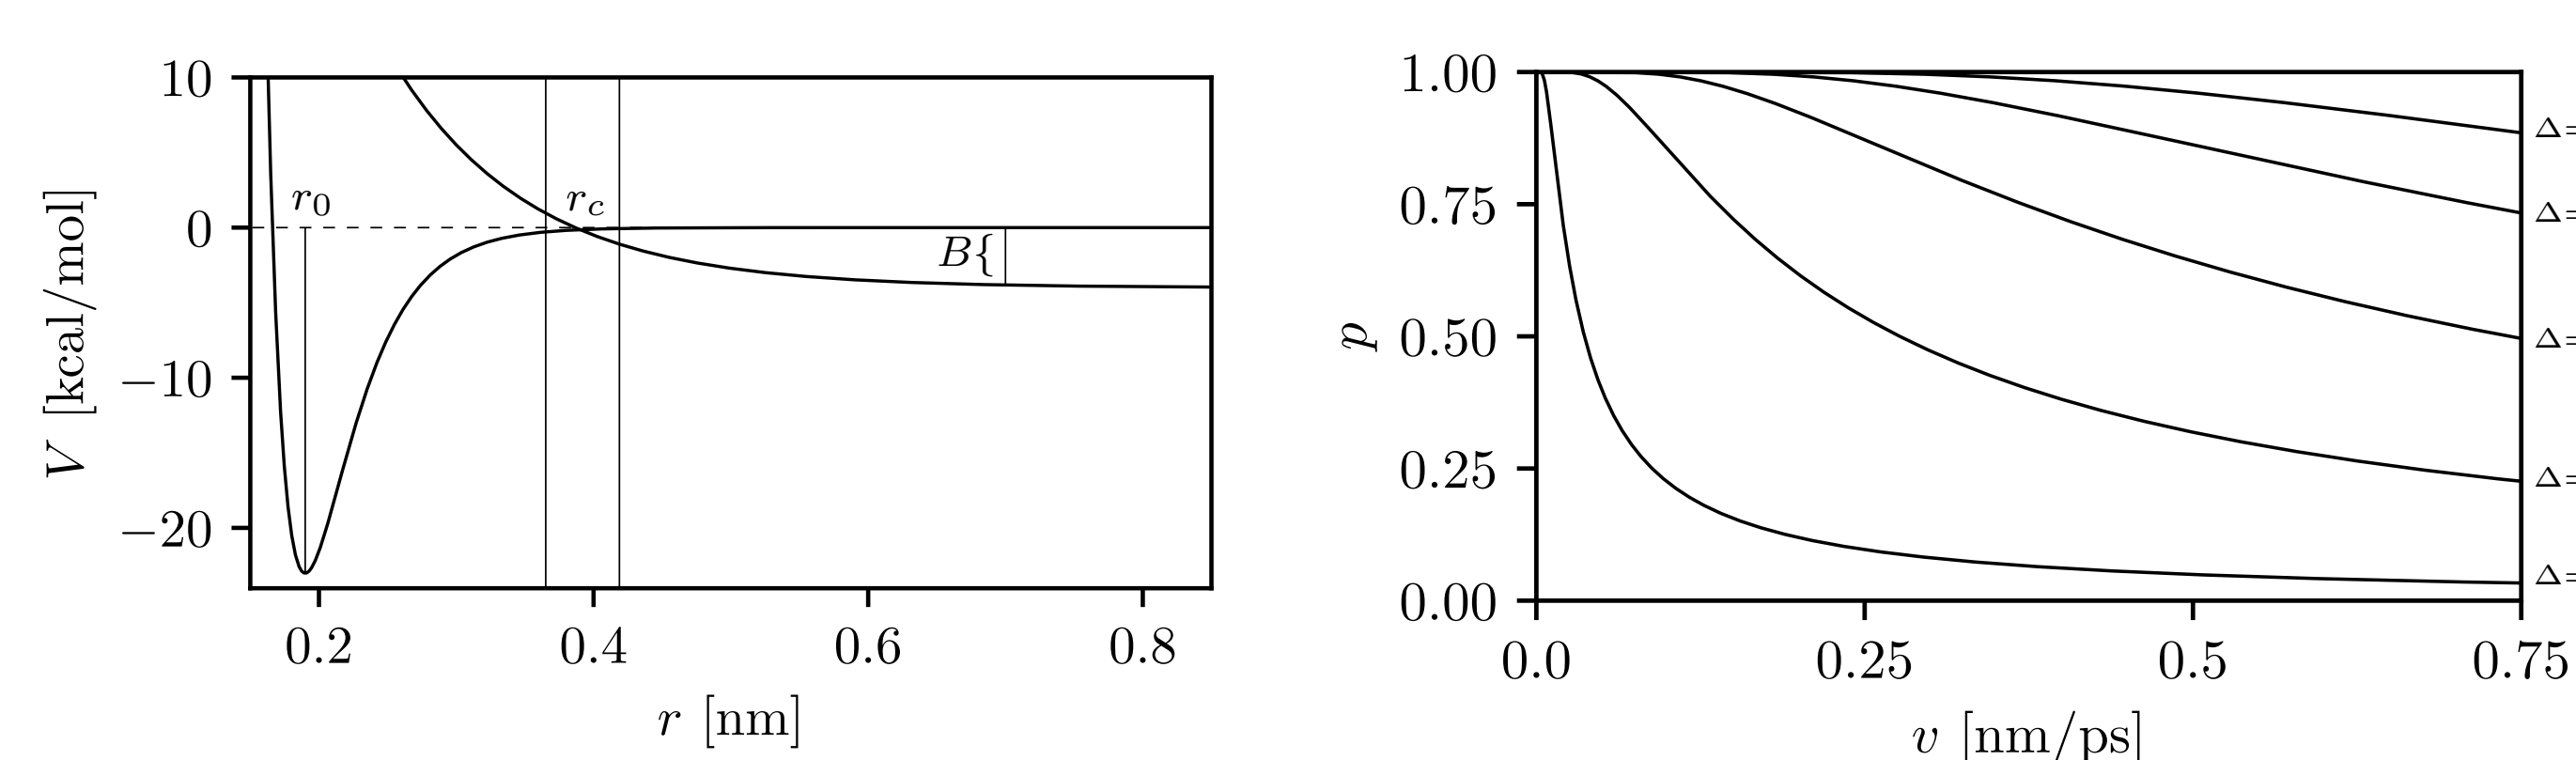 V [kcal/mol]
10
0
−10
−20
r₀
r_c
B{
0.2 0.4 0.6 0.8
r [nm]
p
1.00
0.75
0.50
0.25
0.00
Δ=
Δ=
Δ=
Δ=
Δ=
0.0 0.25 0.5 0.75
v [nm/ps]